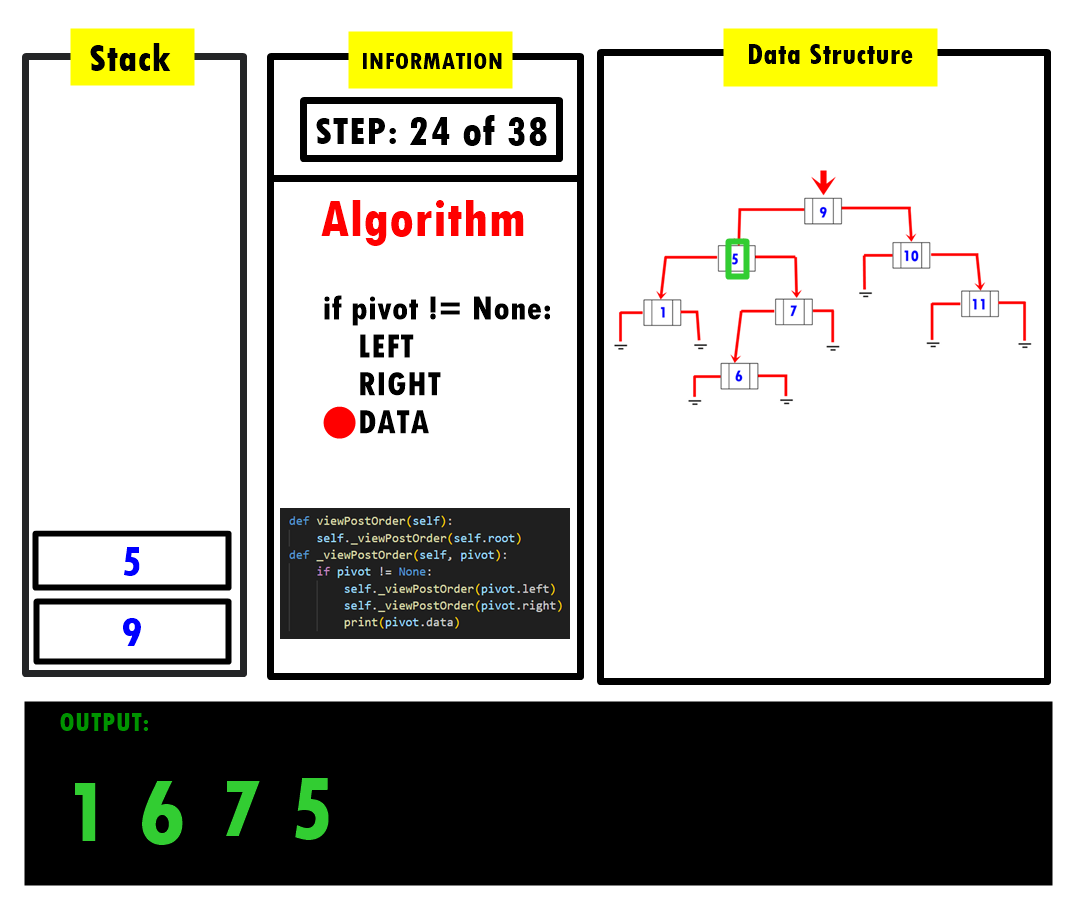 Stack
5
9
INFORMATION
STEP: 24 of 38
Algorithm
if pivot != None:
LEFT
RIGHT
DATA
def viewPostOrder(self):
self._viewPostOrder(self.root)
def _viewPostOrder(self, pivot):
if pivot != None:
self._viewPostOrder(pivot.left)
self._viewPostOrder(pivot.right)
print(pivot.data)
Data Structure
9
5
10
1
7
11
6
OUTPUT:
1 6 7 5